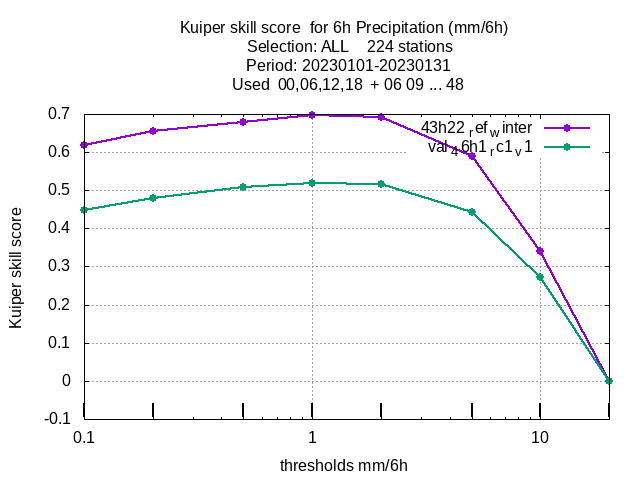 Kuiper skill score  for 6h Precipitation (mm/6h)
Selection: ALL    224 stations
Period: 20230101-20230131
Used  00,06,12,18  + 06 09 ... 48
43h22_ref_winter
val_46h1_rc1_v1
0.7
0.6
0.5
0.4
0.3
0.2
0.1
0
-0.1
Kuiper skill score
0.1 1 10
thresholds mm/6h